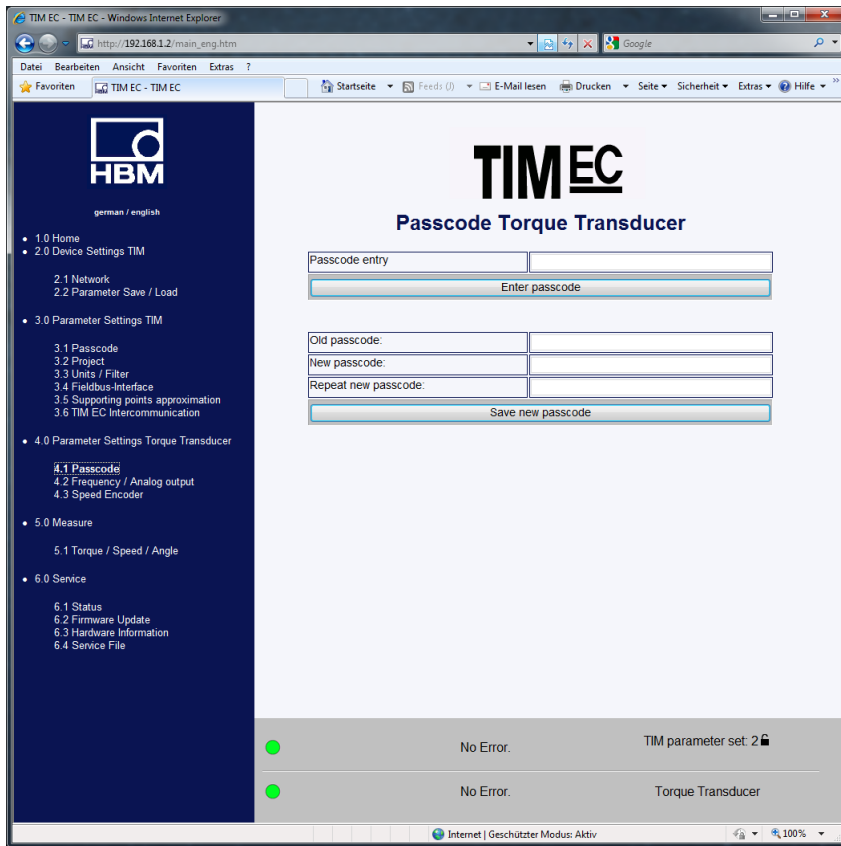 TIM EC - TIM EC - Windows Internet Explorer
http://192.168.1.2/main_eng.htm
Google
Datei Bearbeiten Ansicht Favoriten Extras ?
Favoriten TIM EC - TIM EC Startseite Feeds (J) E-Mail lesen Drucken Seite Sicherheit Extras Hilfe »
HBM
german / english
• 1.0 Home
• 2.0 Device Settings TIM
2.1 Network
2.2 Parameter Save / Load
• 3.0 Parameter Settings TIM
3.1 Passcode
3.2 Project
3.3 Units / Filter
3.4 Fieldbus-Interface
3.5 Supporting points approximation
3.6 TIM EC Intercommunication
• 4.0 Parameter Settings Torque Transducer
4.1 Passcode
4.2 Frequency / Analog output
4.3 Speed Encoder
• 5.0 Measure
5.1 Torque / Speed / Angle
• 6.0 Service
6.1 Status
6.2 Firmware Update
6.3 Hardware Information
6.4 Service File
TIM EC
Passcode Torque Transducer
Passcode entry
Enter passcode
Old passcode:
New passcode:
Repeat new passcode:
Save new passcode
No Error. TIM parameter set: 2
No Error. Torque Transducer
Internet | Geschützter Modus: Aktiv 100%